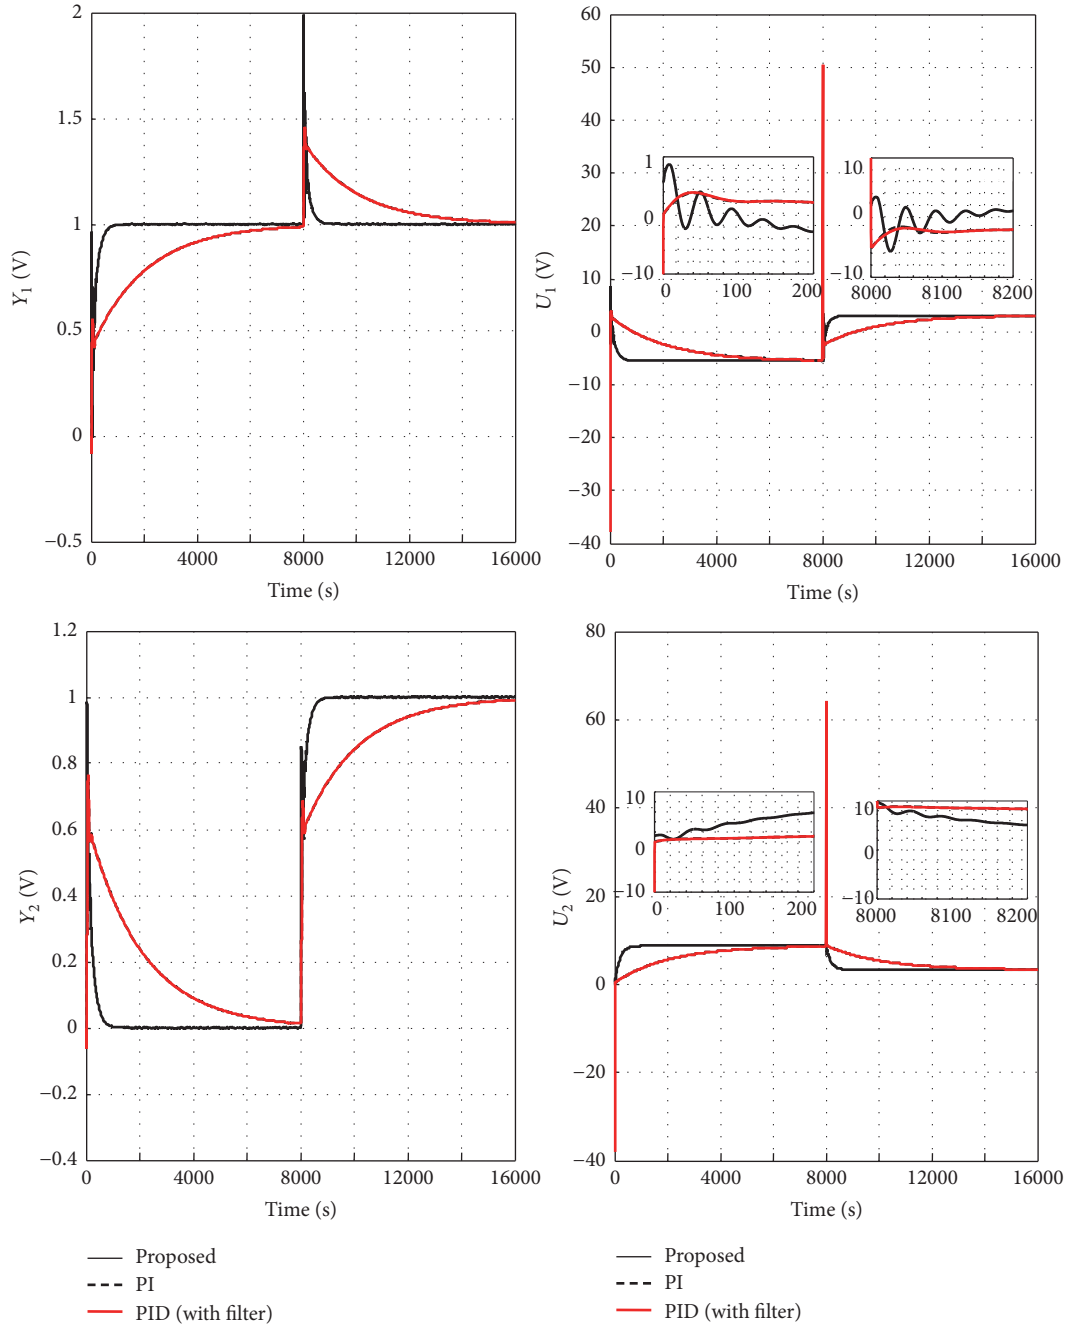 2
1.5
1
0.5
0
−0.5
Y1 (V)
0 4000 8000 12000 16000
Time (s)
60
50
40
30
20
10
0
−10
−20
−30
−40
U1 (V)
1
0
−10
0 100 200
10
0
−10
8000 8100 8200
0 4000 8000 12000 16000
Time (s)
1.2
1
0.8
0.6
0.4
0.2
0
−0.2
−0.4
Y2 (V)
0 4000 8000 12000 16000
Time (s)
80
60
40
20
0
−20
−40
U2 (V)
10
0
−10
0 100 200
10
0
−10
8000 8100 8200
0 4000 8000 12000 16000
Time (s)
Proposed
PI
PID (with filter)
Proposed
PI
PID (with filter)